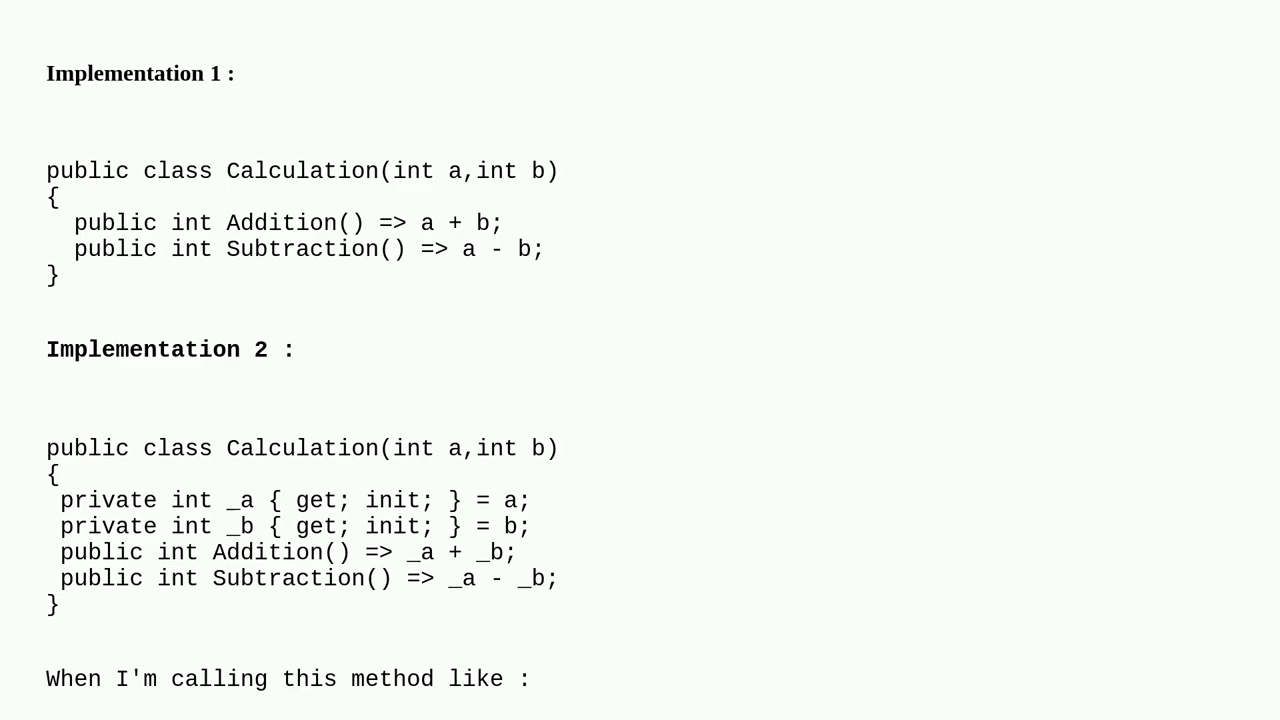 Implementation 1 :
public class Calculation(int a,int b)
{
  public int Addition() => a + b;
  public int Subtraction() => a - b;
}
Implementation 2 :
public class Calculation(int a,int b)
{
 private int _a { get; init; } = a;
 private int _b { get; init; } = b;
 public int Addition() => _a + _b;
 public int Subtraction() => _a - _b;
}
When I'm calling this method like :